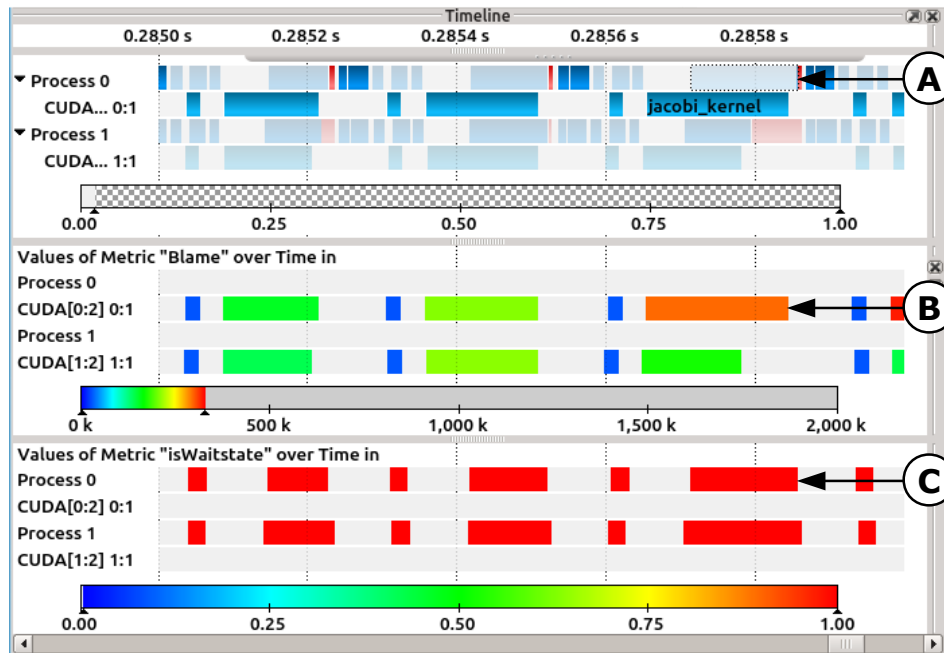 Timeline
0.2850 s 0.2852 s 0.2854 s 0.2856 s 0.2858 s
Process 0
A
CUDA... 0:1
jacobi_kernel
Process 1
CUDA... 1:1
0.00 0.25 0.50 0.75 1.00
Values of Metric "Blame" over Time in
Process 0
CUDA[0:2] 0:1
B
Process 1
CUDA[1:2] 1:1
0 k 500 k 1,000 k 1,500 k 2,000 k
Values of Metric "isWaitstate" over Time in
Process 0
C
CUDA[0:2] 0:1
Process 1
CUDA[1:2] 1:1
0.00 0.25 0.50 0.75 1.00